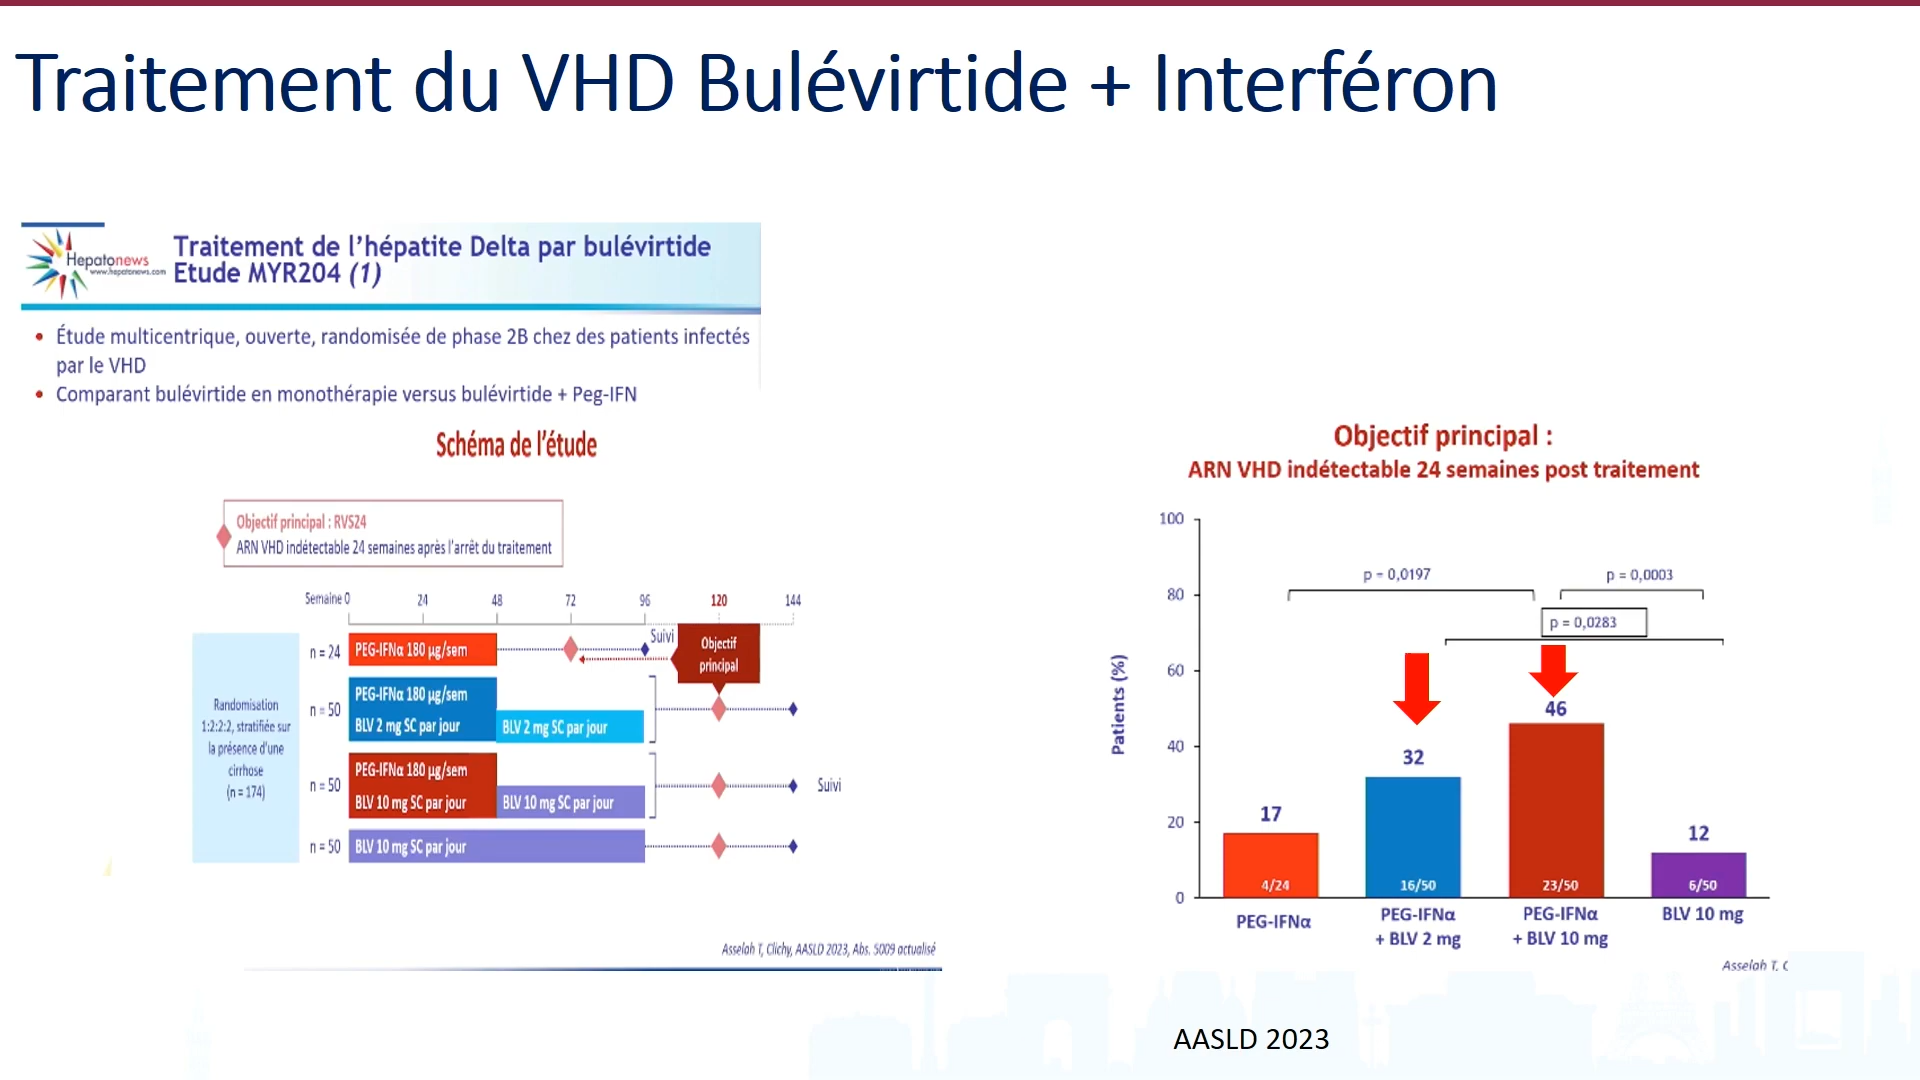 Traitement du VHD Bulévirtide + Interféron
Hepatonews
www.hepatonews.com
Traitement de l’hépatite Delta par bulévirtide
Etude MYR204 (1)
• Étude multicentrique, ouverte, randomisée de phase 2B chez des patients infectés
par le VHD
• Comparant bulévirtide en monothérapie versus bulévirtide + Peg-IFN
Schéma de l’étude
Objectif principal : RVS24
ARN VHD indétectable 24 semaines après l’arrêt du traitement
Semaine 0 24 48 72 96 120 144
Randomisation
1:2:2:2, stratifiée sur
la présence d’une
cirrhose
(n = 174)
n = 24 PEG-IFNα 180 µg/sem
Suivi
Objectif
principal
n = 50
PEG-IFNα 180 µg/sem
BLV 2 mg SC par jour
BLV 2 mg SC par jour
n = 50
PEG-IFNα 180 µg/sem
BLV 10 mg SC par jour
BLV 10 mg SC par jour
Suivi
n = 50 BLV 10 mg SC par jour
Asselah T, Clichy, AASLD 2023, Abs. 5009 actualisé
Objectif principal :
ARN VHD indétectable 24 semaines post traitement
Patients (%)
100
80
60
40
20
0
p = 0,0197
p = 0,0003
p = 0,0283
17
32
46
12
4/24
16/50
23/50
6/50
PEG-IFNα
PEG-IFNα
+ BLV 2 mg
PEG-IFNα
+ BLV 10 mg
BLV 10 mg
Asselah T, C
AASLD 2023